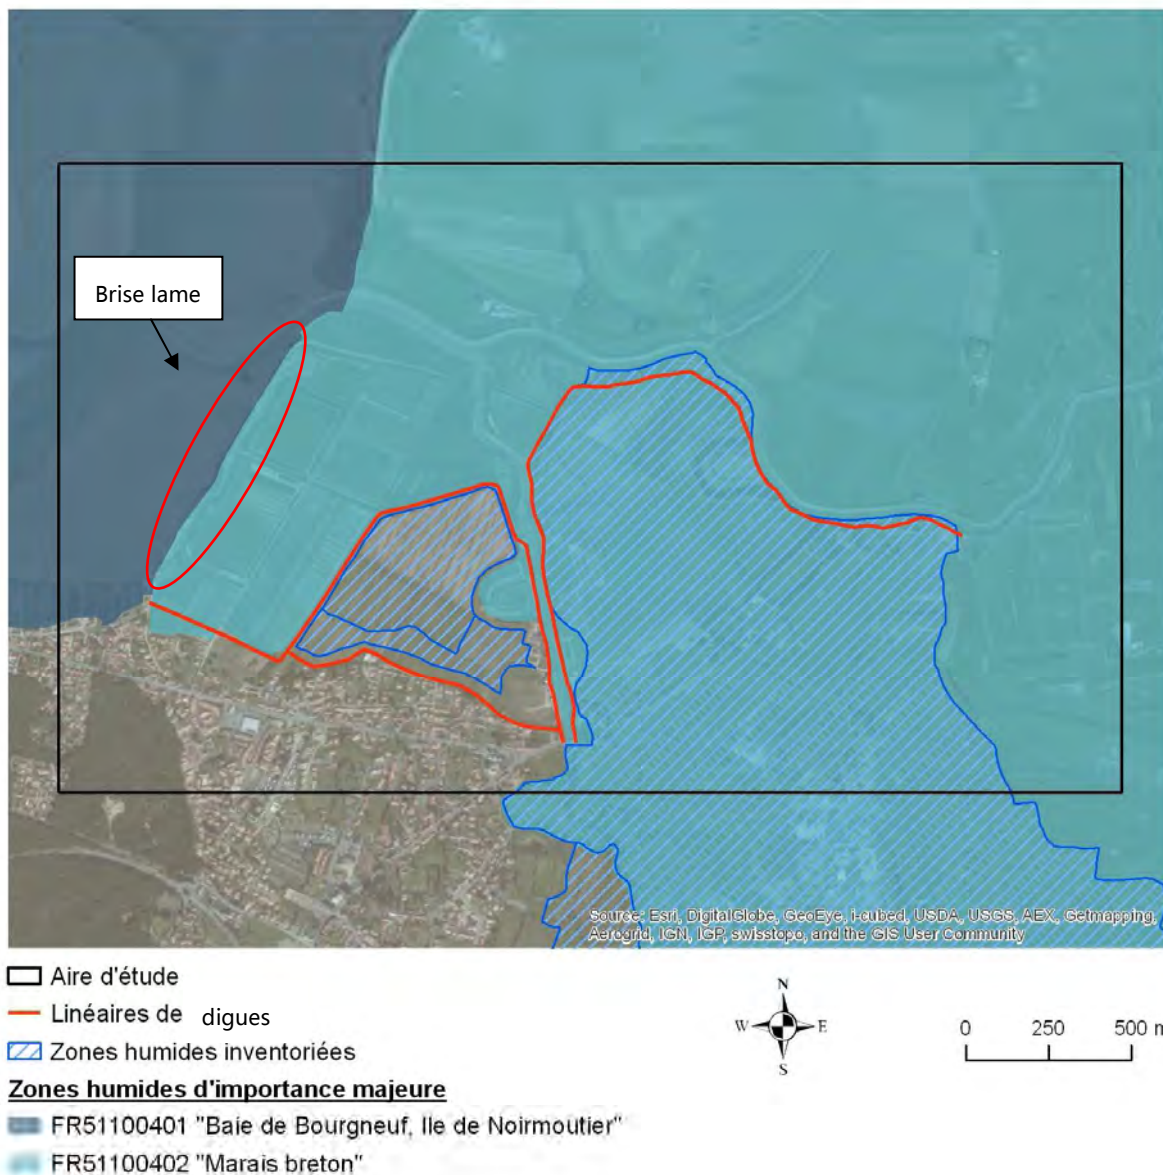 Brise lame
Source: Esri, DigitalGlobe, GeoEye, i-cubed, USDA, USGS, AEX, Getmapping,
Aerogrid, IGN, IGP, swisstopo, and the GIS User Community
Aire d'étude
Linéaires de digues
Zones humides inventoriées
Zones humides d'importance majeure
FR51100401 "Baie de Bourgneuf, Ile de Noirmoutier"
FR51100402 "Marais breton"
N
W E
S
0 250 500 m